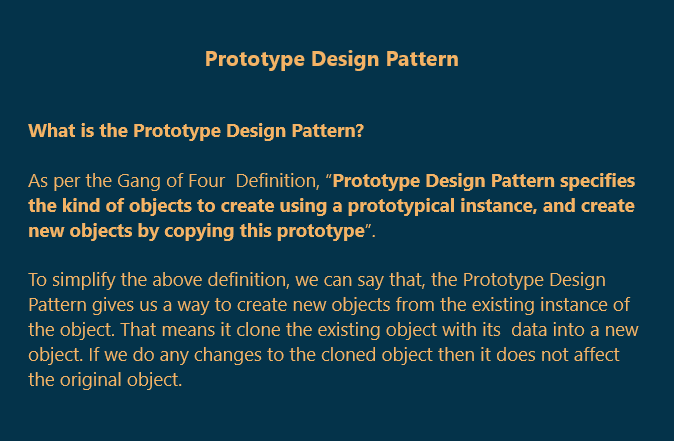 Prototype Design Pattern
What is the Prototype Design Pattern?
As per the Gang of Four  Definition, “Prototype Design Pattern specifies
the kind of objects to create using a prototypical instance, and create
new objects by copying this prototype”.
To simplify the above definition, we can say that, the Prototype Design
Pattern gives us a way to create new objects from the existing instance of
the object. That means it clone the existing object with its  data into a new
object. If we do any changes to the cloned object then it does not affect
the original object.